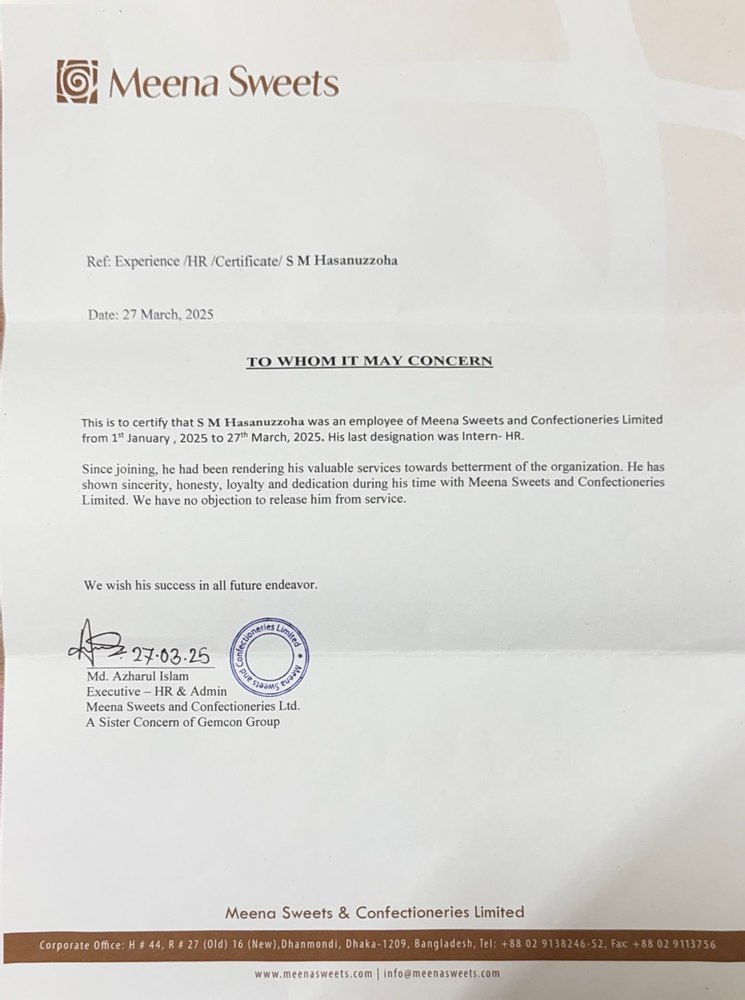 Meena Sweets
Ref: Experience /HR /Certificate/ S M Hasanuzzoha
Date: 27 March, 2025
TO WHOM IT MAY CONCERN
This is to certify that S M Hasanuzzoha was an employee of Meena Sweets and Confectioneries Limited
from 1st January , 2025 to 27th March, 2025. His last designation was Intern- HR.
Since joining, he had been rendering his valuable services towards betterment of the organization. He has
shown sincerity, honesty, loyalty and dedication during his time with Meena Sweets and Confectioneries
Limited. We have no objection to release him from service.
We wish his success in all future endeavor.
27.03.25
Meena Sweets and Confectioneries Limited ★
Md. Azharul Islam
Executive – HR & Admin
Meena Sweets and Confectioneries Ltd.
A Sister Concern of Gemcon Group
Meena Sweets & Confectioneries Limited
Corporate Office: H # 44, R # 27 (Old) 16 (New),Dhanmondi, Dhaka-1209, Bangladesh, Tel: +88 02 9138246-52, Fax: +88 02 9113756
www.meenasweets.com | info@meenasweets.com